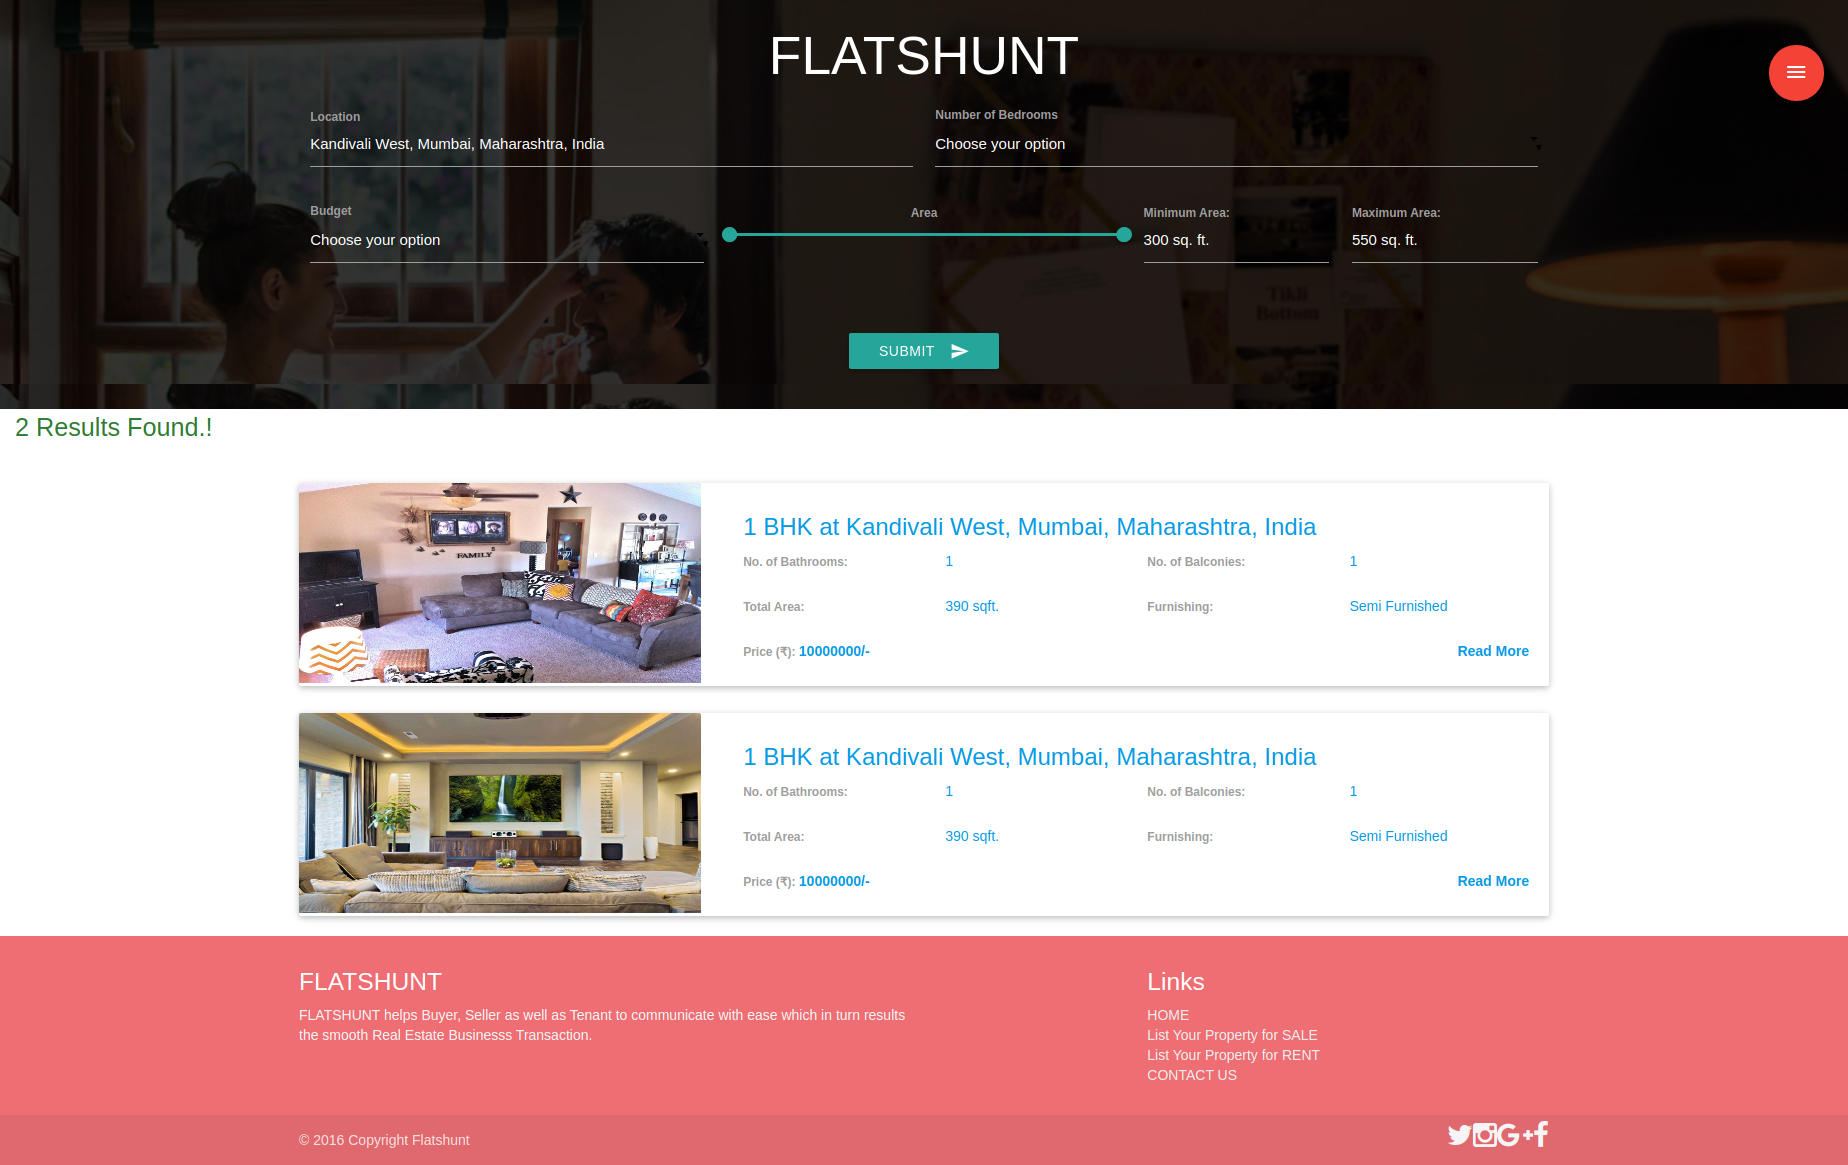 FLATSHUNT
Location
Number of Bedrooms
Kandivali West, Mumbai, Maharashtra, India
Choose your option
Budget
Area
Minimum Area:
Maximum Area:
Choose your option
300 sq. ft.
550 sq. ft.
Tikli
Bottom
SUBMIT
2 Results Found.!
FAMILY
1 BHK at Kandivali West, Mumbai, Maharashtra, India
No. of Bathrooms: 1 No. of Balconies: 1
Total Area: 390 sqft. Furnishing: Semi Furnished
Price (₹): 10000000/- Read More
1 BHK at Kandivali West, Mumbai, Maharashtra, India
No. of Bathrooms: 1 No. of Balconies: 1
Total Area: 390 sqft. Furnishing: Semi Furnished
Price (₹): 10000000/- Read More
FLATSHUNT
FLATSHUNT helps Buyer, Seller as well as Tenant to communicate with ease which in turn results
the smooth Real Estate Businesss Transaction.
Links
HOME
List Your Property for SALE
List Your Property for RENT
CONTACT US
© 2016 Copyright Flatshunt